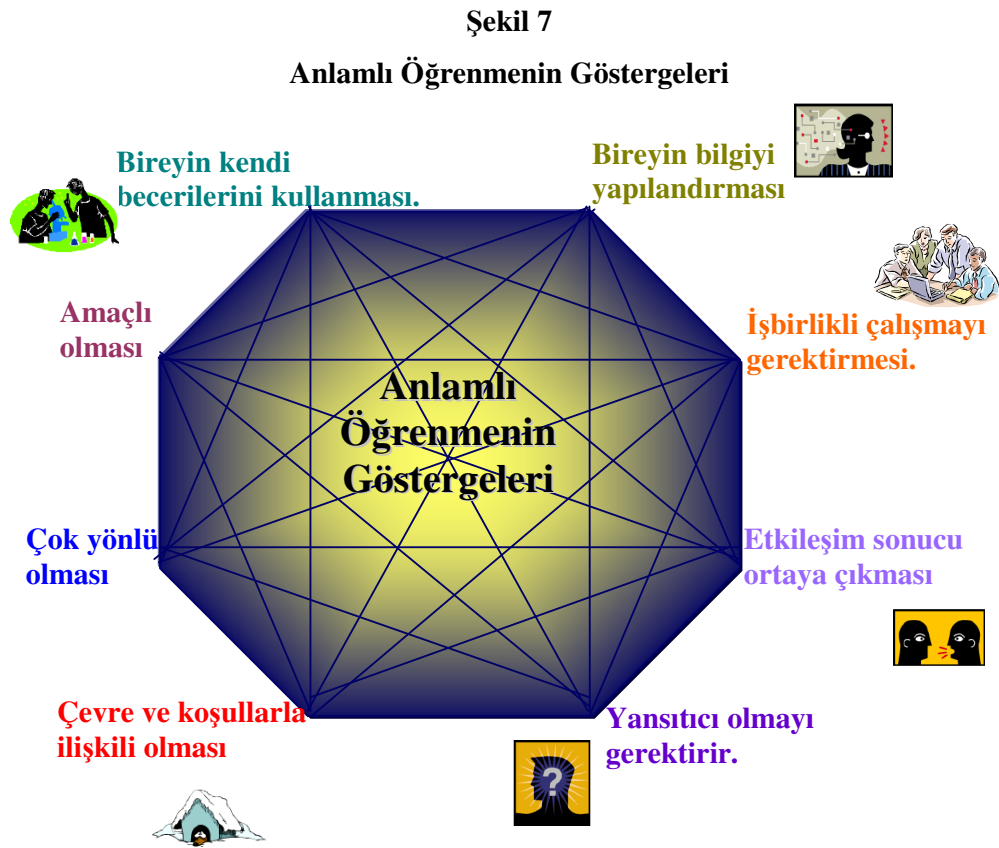 Şekil 7
Anlamlı Öğrenmenin Göstergeleri
Bireyin kendi
becerilerini kullanması.
Bireyin bilgiyi
yapılandırması
Amaçlı
olması
İşbirlikli çalışmayı
gerektirmesi.
Anlamlı
Öğrenmenin
Göstergeleri
Çok yönlü
olması
Etkileşim sonucu
ortaya çıkması
Çevre ve koşullarla
ilişkili olması
Yansıtıcı olmayı
gerektirir.
?